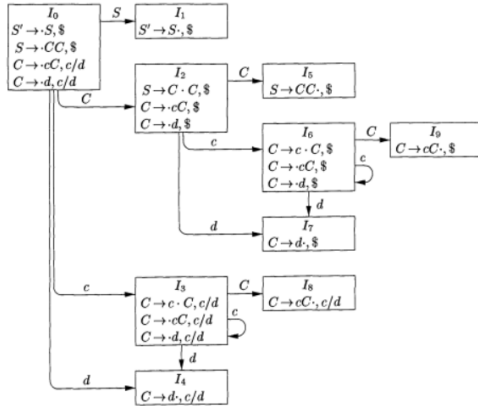 I₀
S' → ·S, $
S → ·CC, $
C → ·cC, c/d
C → ·d, c/d
S
I₁
S' → S·, $
C
I₂
S → C · C, $
C → ·cC, $
C → ·d, $
C
I₅
S → CC·, $
c
I₆
C → c · C, $
C → ·cC, $
C → ·d, $
C
I₉
C → cC·, $
c
d
d
I₇
C → d·, $
c
I₃
C → c · C, c/d
C → ·cC, c/d
C → ·d, c/d
C
I₈
C → cC·, c/d
c
d
d
I₄
C → d·, c/d